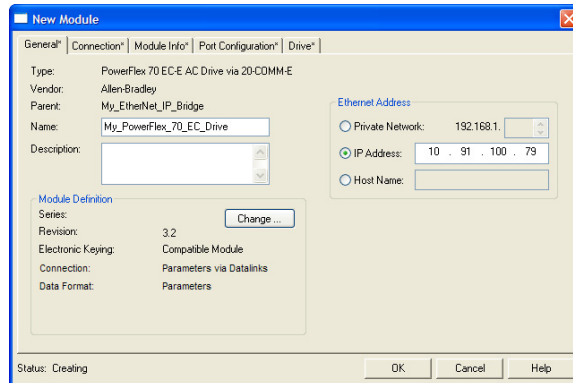 New Module
General* Connection* Module Info* Port Configuration* Drive*
Type: PowerFlex 70 EC-E AC Drive via 20-COMM-E
Vendor: Allen-Bradley
Parent: My_EtherNet_IP_Bridge
Name: My_PowerFlex_70_EC_Drive
Description:
Ethernet Address
Private Network: 192.168.1.
IP Address: 10 . 91 . 100 . 79
Host Name:
Module Definition
Series:
Change ...
Revision: 3.2
Electronic Keying: Compatible Module
Connection: Parameters via Datalinks
Data Format: Parameters
Status: Creating
OK Cancel Help